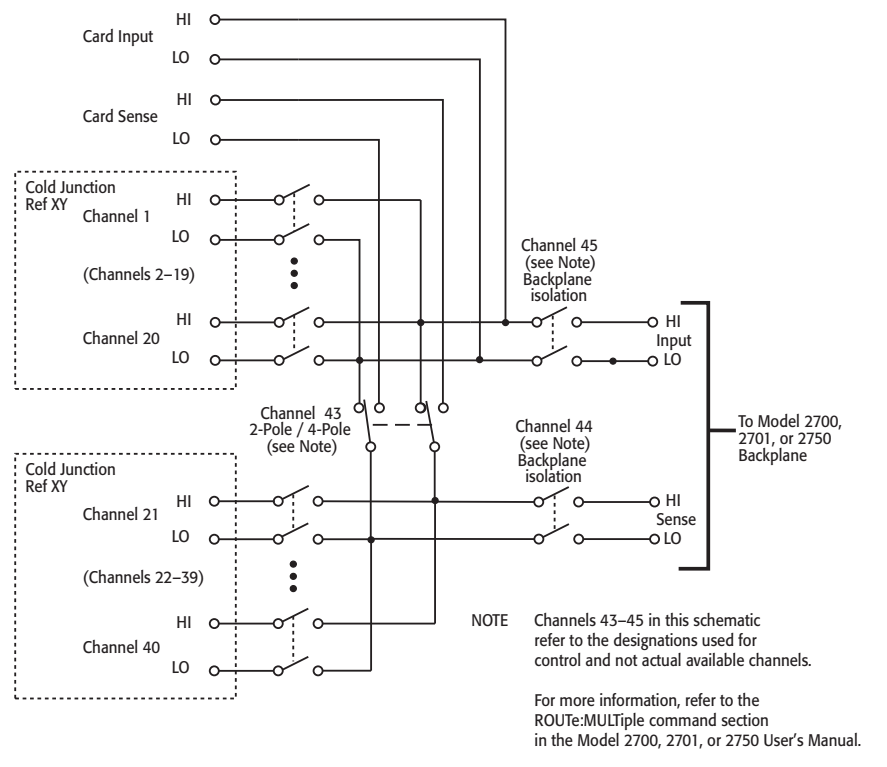 HI
Card Input
LO
HI
Card Sense
LO
Cold Junction
Ref XY
HI
Channel 1
LO
(Channels 2–19)
HI
Channel 20
LO
Channel 45
(see Note)
Backplane
isolation
HI
Input
LO
Channel 43
2-Pole / 4-Pole
(see Note)
Channel 44
(see Note)
Backplane
isolation
To Model 2700,
2701, or 2750
Backplane
Cold Junction
Ref XY
HI
Channel 21
LO
(Channels 22–39)
HI
Channel 40
LO
HI
Sense
LO
NOTE Channels 43–45 in this schematic
refer to the designations used for
control and not actual available channels.
For more information, refer to the
ROUTe:MULTiple command section
in the Model 2700, 2701, or 2750 User's Manual.